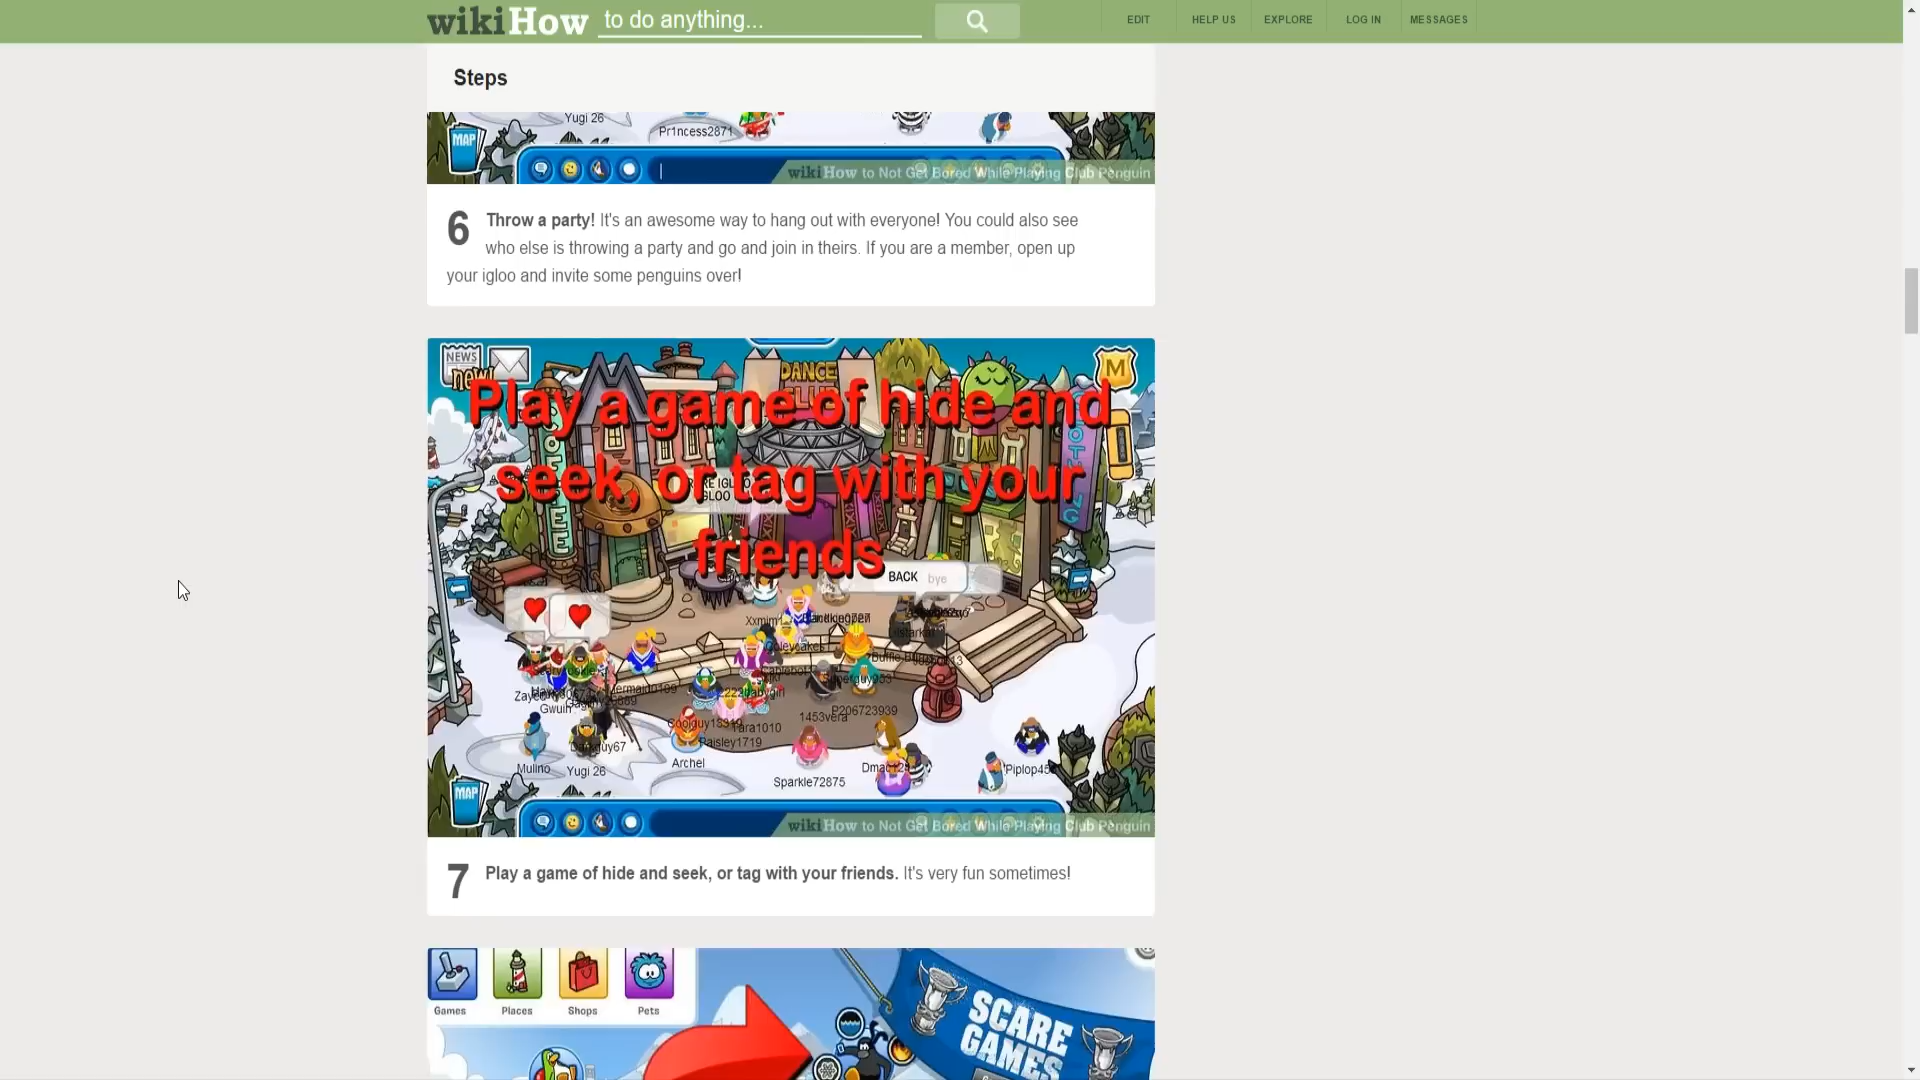 wikiHow to do anything...
EDIT HELP US EXPLORE LOG IN MESSAGES
Steps
Yugi 26
Pr1ncess2871
MAP
wikiHow to Not Get Bored While Playing Club Penguin
6 Throw a party! It's an awesome way to hang out with everyone! You could also see
who else is throwing a party and go and join in theirs. If you are a member, open up
your igloo and invite some penguins over!
NEWS
new!
M
DANCE
CLUB
COFFEE
Play a game of hide and
seek, or tag with your
friends
IGLOO
BACK bye
1453vera
P206723939
Paisley1719
Mulino
Yugi 26
Archel
Sparkle72875
MAP
wikiHow to Not Get Bored While Playing Club Penguin
7 Play a game of hide and seek, or tag with your friends. It's very fun sometimes!
Games Places Shops Pets
SCARE
GAMES